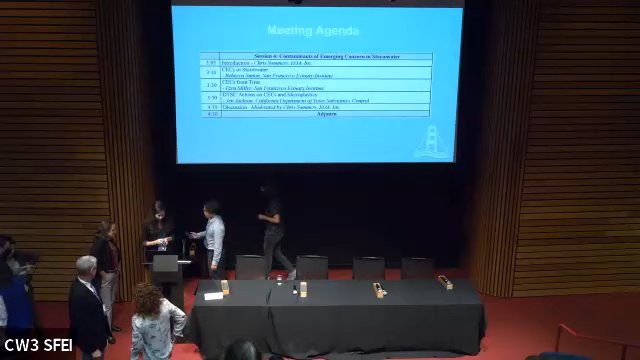 Meeting Agenda
Session 4: Contaminants of Emerging Concern in Stormwater
Introduction - Chris Sommers, EOA, Inc.
CECs in Stormwater
- Rebecca Sutton, San Francisco Estuary Institute
CECs from Tires
- Ezra Miller, San Francisco Estuary Institute
DTSC Actions on CECs and Microplastics
- California Department of Toxic Substances Control
Discussion - Moderated by Chris Sommers, EOA, Inc.
Adjourn
CW3 SFEI